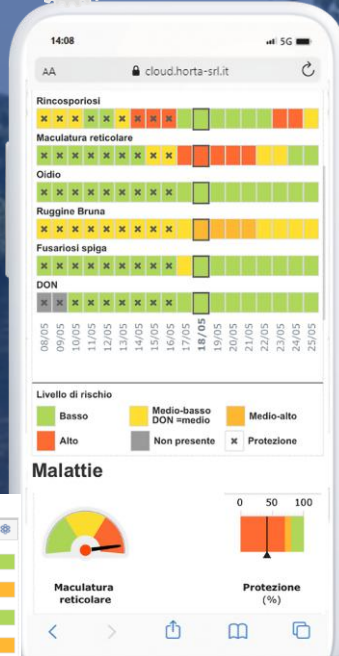 14:08
5G
AA
cloud.horta-srl.it
Rincosporiosi
Maculatura reticolare
Oidio
Ruggine Bruna
Fusariosi spiga
DON
08/05 09/05 10/05 11/05 12/05 13/05 14/05 15/05 16/05 17/05 18/05 19/05 20/05 21/05 22/05 23/05 24/05 25/05
Livello di rischio
Basso Medio-basso Medio-alto
DON =medio
Alto Non presente x Protezione
Malattie
0 50 100
Maculatura Protezione
reticolare (%)